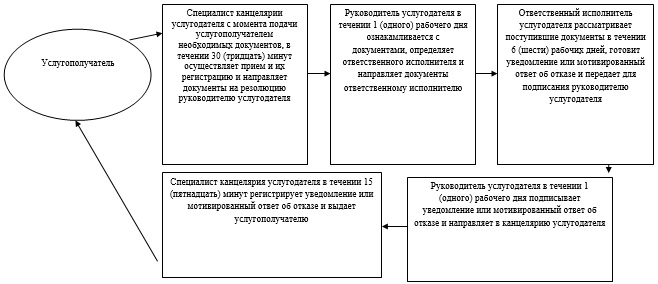 Услугополучатель
Специалист канцелярии
услугодателя с момента подачи
услугополучателем
необходимых документов, в
течении 30 (тридцать) минут
осуществляет прием и их
регистрацию и направляет
документы на резолюцию
руководителю услугодателя
Руководитель услугодателя в
течении 1 (одного) рабочего дня
ознакамливается с
документами, определяет
ответственного исполнителя и
направляет документы
ответственному исполнителю
Ответственный исполнитель
услугодателя рассматривает
поступившие документы в течении
6 (шести) рабочих дней, готовит
уведомление или мотивированный
ответ об отказе и передает для
подписания руководителю
услугодателя
Руководитель услугодателя в течении 1
(одного) рабочего дня подписывает
уведомление или мотивированный ответ об
отказе и направляет в канцелярию услугодателя
Специалист канцелярия услугодателя в течении 15
(пятнадцать) минут регистрирует уведомление или
мотивированный ответ об отказе и выдает
услугополучателю